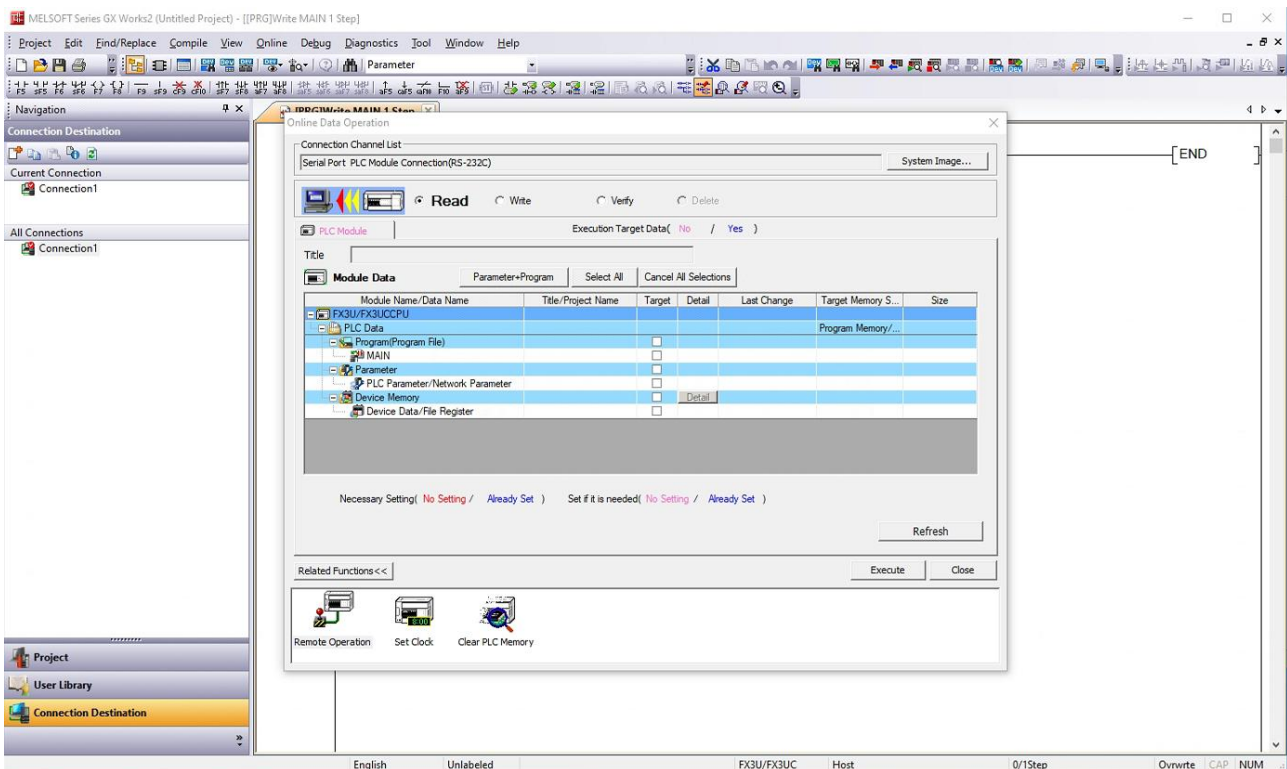 MELSOFT Series GX Works2 (Untitled Project) - [[PRG]Write MAIN 1 Step]
Project Edit Find/Replace Compile View Online Debug Diagnostics Tool Window Help
Parameter
Navigation
[PRG]Write MAIN 1 Step
Connection Destination
Current Connection
Connection1
All Connections
Connection1
Project
User Library
Connection Destination
Online Data Operation
Connection Channel List
Serial Port PLC Module Connection(RS-232C)
System Image...
Read Write Verify Delete
PLC Module
Execution Target Data( No / Yes )
Title
Module Data
Parameter+Program Select All Cancel All Selections
Module Name/Data Name Title/Project Name Target Detail Last Change Target Memory S... Size
FX3U/FX3UCCPU
PLC Data Program Memory/...
Program(Program File)
MAIN
Parameter
PLC Parameter/Network Parameter
Device Memory Detail
Device Data/File Register
Necessary Setting( No Setting / Already Set ) Set if it is needed( No Setting / Already Set )
Refresh
Related Functions<<
Execute Close
Remote Operation Set Clock Clear PLC Memory
END
English Unlabeled FX3U/FX3UC Host 0/1Step Ovrwrte CAP NUM